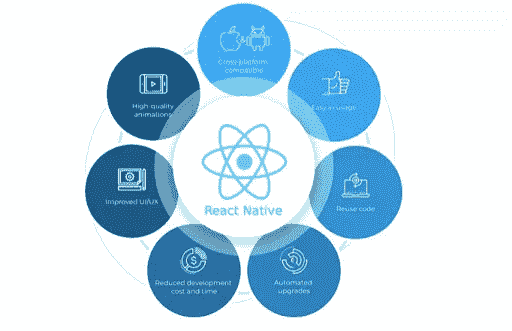 Cross-platform
compatible
Easy in usage
Reuse code
Automated
upgrades
Reduced development
cost and time
Improved UI/UX
High-quality
animations
React Native